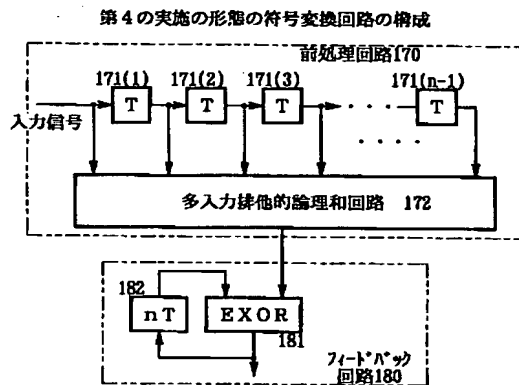 第４の実施の形態の符号変換回路の構成
前処理回路170
171(1) 171(2) 171(3) 171(n-1)
T T T ････ T
入力信号
････
多入力排他的論理和回路 172
182
nT EXOR
181
ﾌｨｰﾄﾞﾊﾞｯｸ
回路180